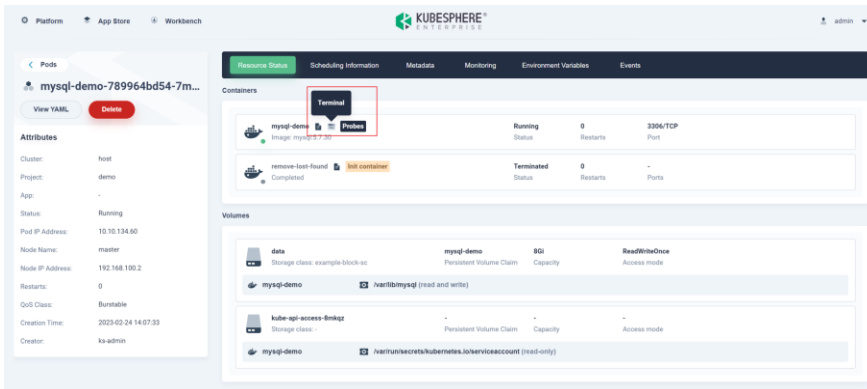 Platform
App Store
Workbench
KUBESPHERE®
ENTERPRISE
admin
Pods
mysql-demo-789964bd54-7m...
View YAML
Delete
Attributes
Cluster: host
Project: demo
App: -
Status: Running
Pod IP Address: 10.10.134.60
Node Name: master
Node IP Address: 192.168.100.2
Restarts: 0
QoS Class: Burstable
Creation Time: 2023-02-24 14:07:33
Creator: ks-admin
Resource Status
Scheduling Information
Metadata
Monitoring
Environment Variables
Events
Containers
Terminal
mysql-demo Probes Running 0 3306/TCP
Image: mysql:5.7.30 Status Restarts Port
remove-lost-found Init container Terminated 0 -
Completed Status Restarts Ports
Volumes
data mysql-demo 8Gi ReadWriteOnce
Storage class: example-block-sc Persistent Volume Claim Capacity Access mode
mysql-demo /var/lib/mysql (read and write)
kube-api-access-8mkqz - - -
Storage class: - Persistent Volume Claim Capacity Access mode
mysql-demo /var/run/secrets/kubernetes.io/serviceaccount (read-only)